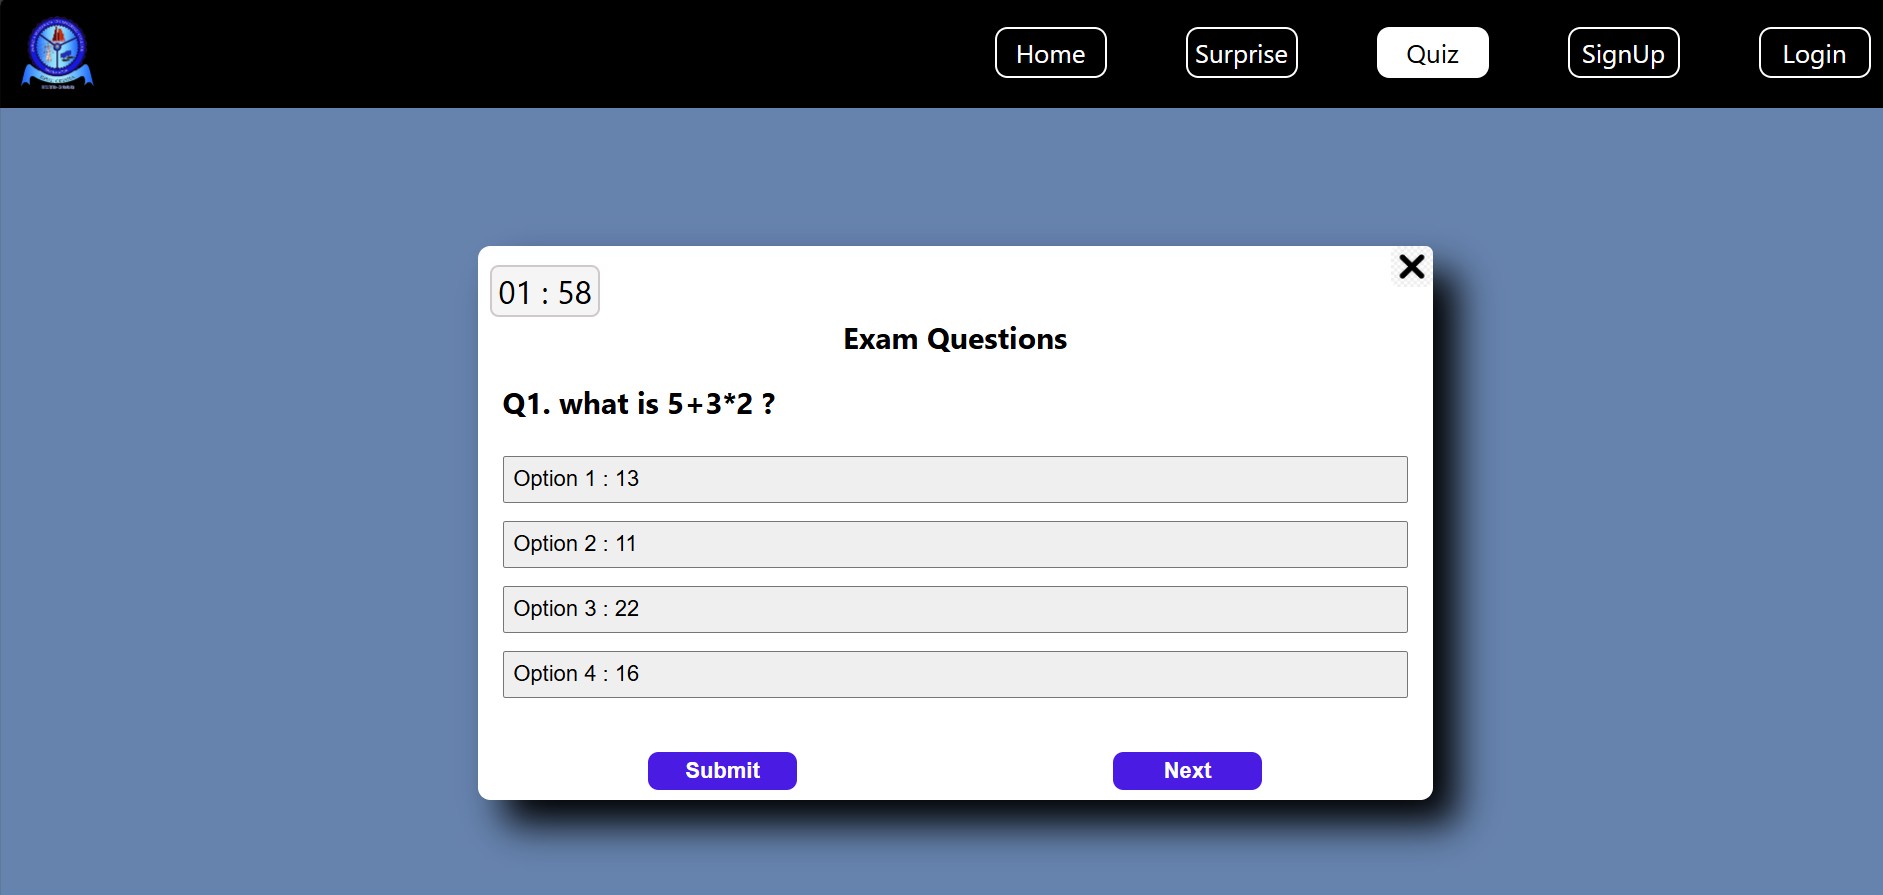 Home
Surprise
Quiz
SignUp
Login
01 : 58
Exam Questions
Q1. what is 5+3*2 ?
Option 1 : 13
Option 2 : 11
Option 3 : 22
Option 4 : 16
Submit
Next